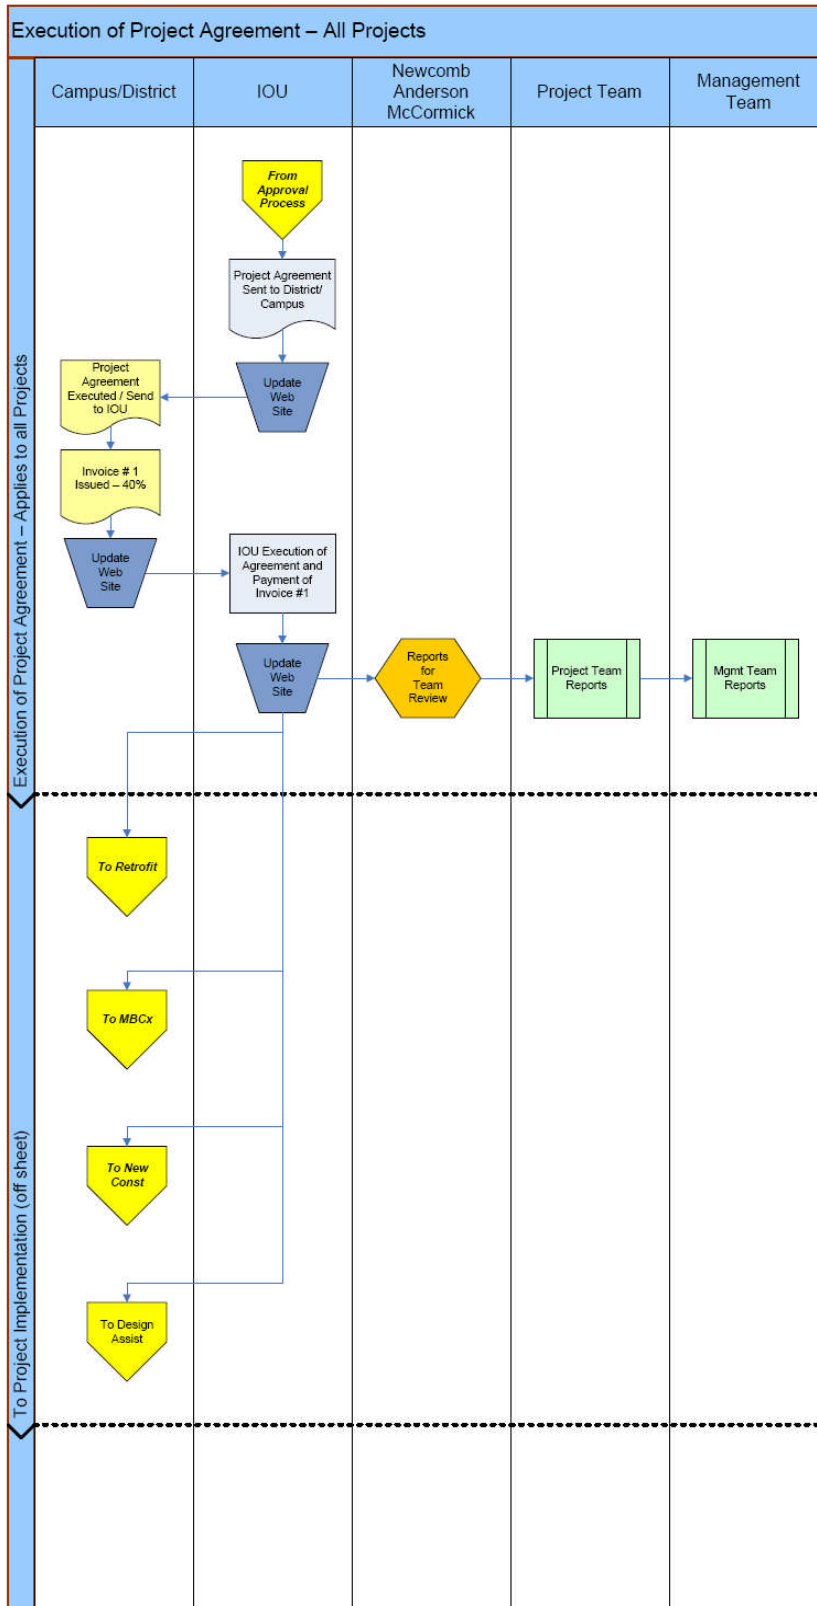 Execution of Project Agreement – All Projects
Campus/District
IOU
Newcomb
Anderson
McCormick
Project Team
Management
Team
Execution of Project Agreement – Applies to all Projects
From
Approval
Process
Project Agreement
Sent to District/
Campus
Update
Web
Site
Project
Agreement
Executed / Send
to IOU
Invoice # 1
Issued – 40%
Update
Web
Site
IOU Execution of
Agreement and
Payment of
Invoice #1
Update
Web
Site
Reports
for
Team
Review
Project Team
Reports
Mgmt Team
Reports
To Project Implementation (off sheet)
To Retrofit
To MBCx
To New
Const
To Design
Assist